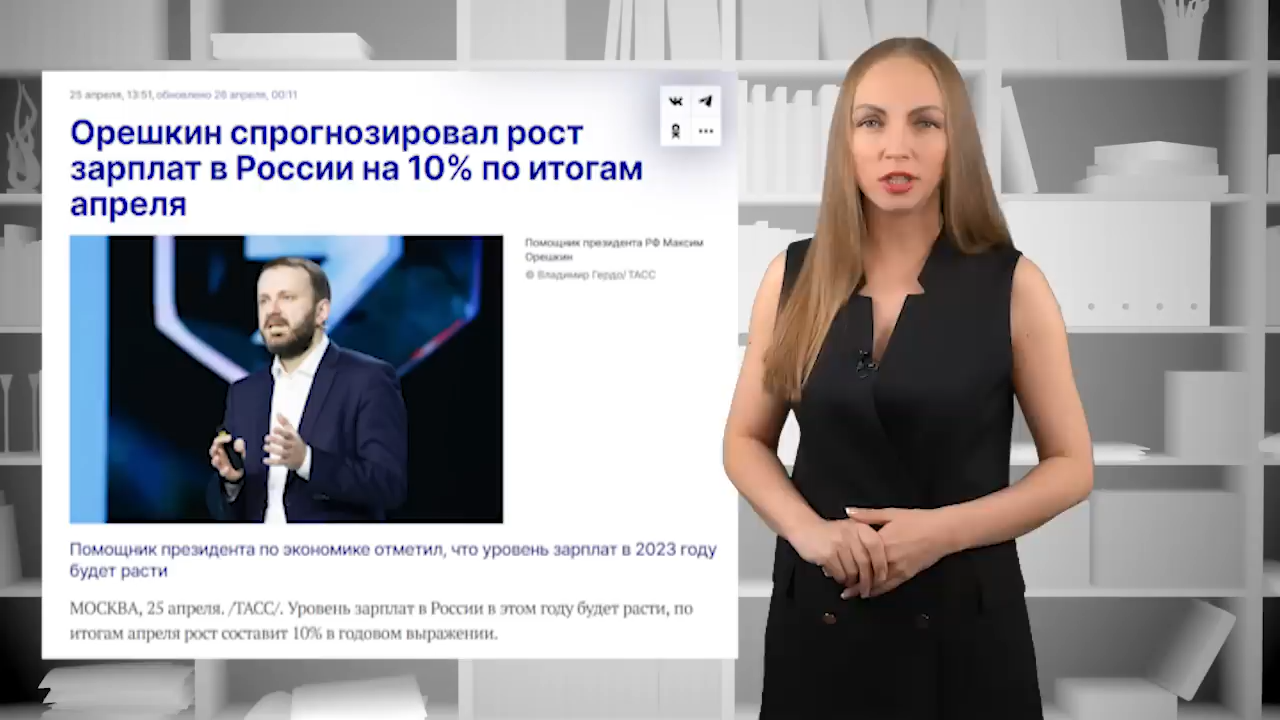 25 апреля, 13:51, обновлено 26 апреля, 00:11
Орешкин спрогнозировал рост
зарплат в России на 10% по итогам
апреля
Помощник президента РФ Максим
Орешкин
© Владимир Гердо/ТАСС
Помощник президента по экономике отметил, что уровень зарплат в 2023 году
будет расти
МОСКВА, 25 апреля. /ТАСС/. Уровень зарплат в России в этом году будет расти, по
итогам апреля рост составит 10% в годовом выражении.